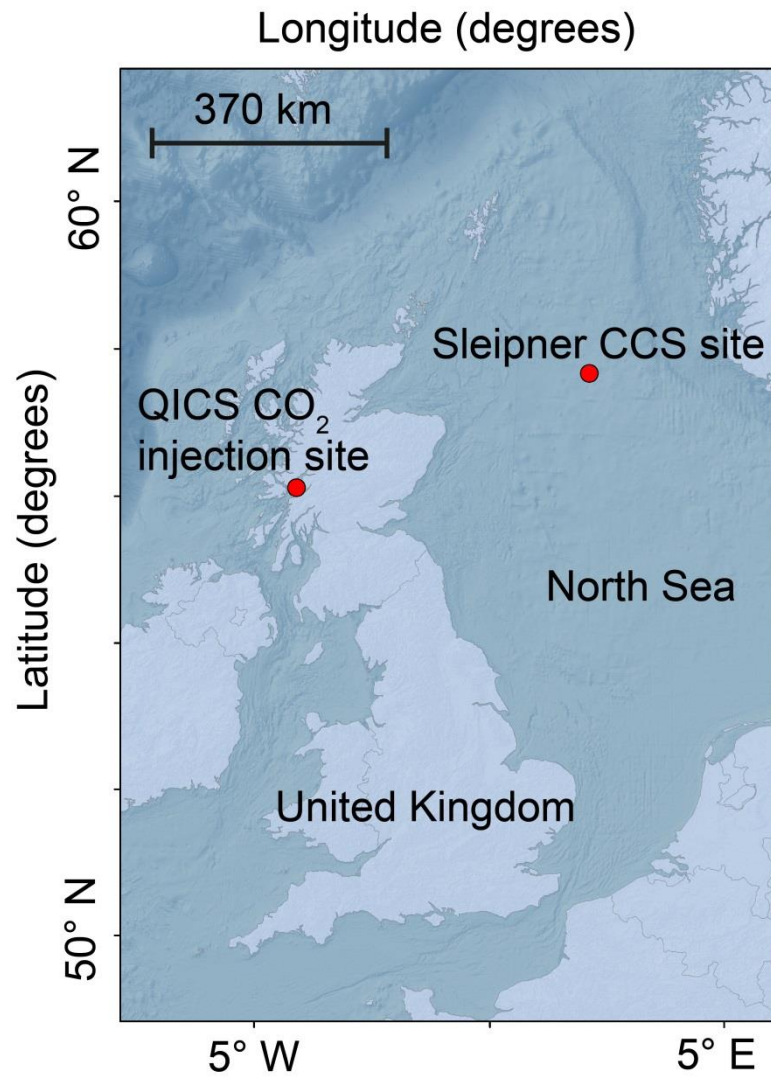 Longitude (degrees)
370 km
60° N
Sleipner CCS site
QICS CO₂
injection site
Latitude (degrees)
North Sea
United Kingdom
50° N
5° W
5° E